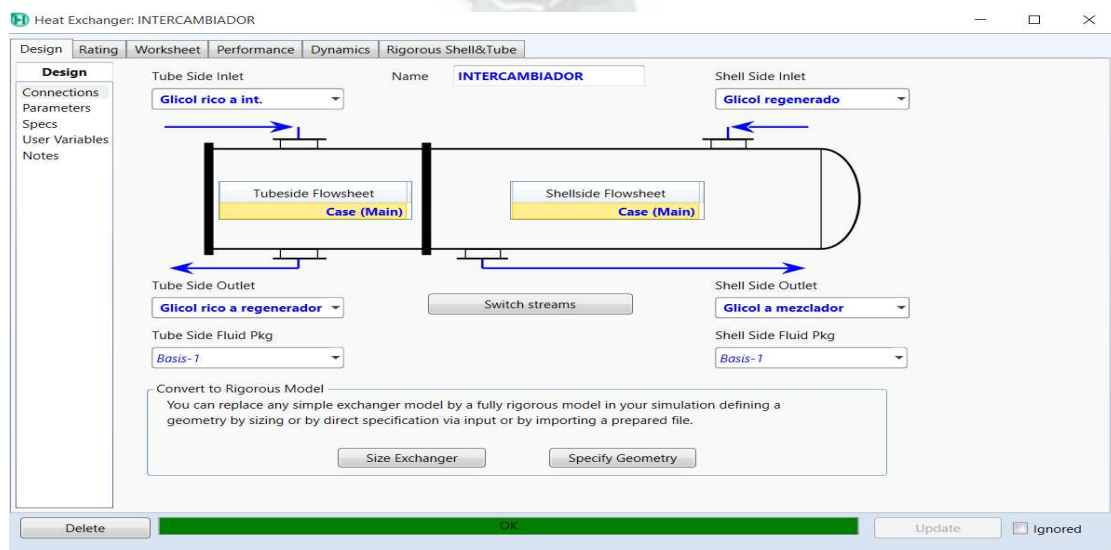 Heat Exchanger: INTERCAMBIADOR
Design Rating Worksheet Performance Dynamics Rigorous Shell&Tube
Design
Connections
Parameters
Specs
User Variables
Notes
Tube Side Inlet Name INTERCAMBIADOR Shell Side Inlet
Glicol rico a int. Glicol regenerado
Tubeside Flowsheet Shellside Flowsheet
Case (Main) Case (Main)
Tube Side Outlet Shell Side Outlet
Glicol rico a regenerador Switch streams Glicol a mezclador
Tube Side Fluid Pkg Shell Side Fluid Pkg
Basis-1 Basis-1
Convert to Rigorous Model
You can replace any simple exchanger model by a fully rigorous model in your simulation defining a
geometry by sizing or by direct specification via input or by importing a prepared file.
Size Exchanger Specify Geometry
Delete OK Update Ignored